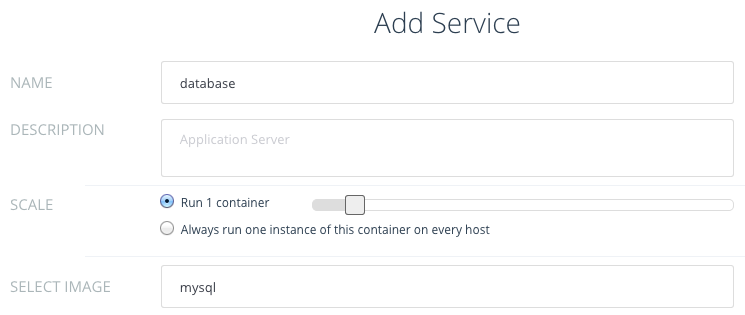 Add Service
NAME
database
DESCRIPTION
Application Server
SCALE
Run 1 container
Always run one instance of this container on every host
SELECT IMAGE
mysql